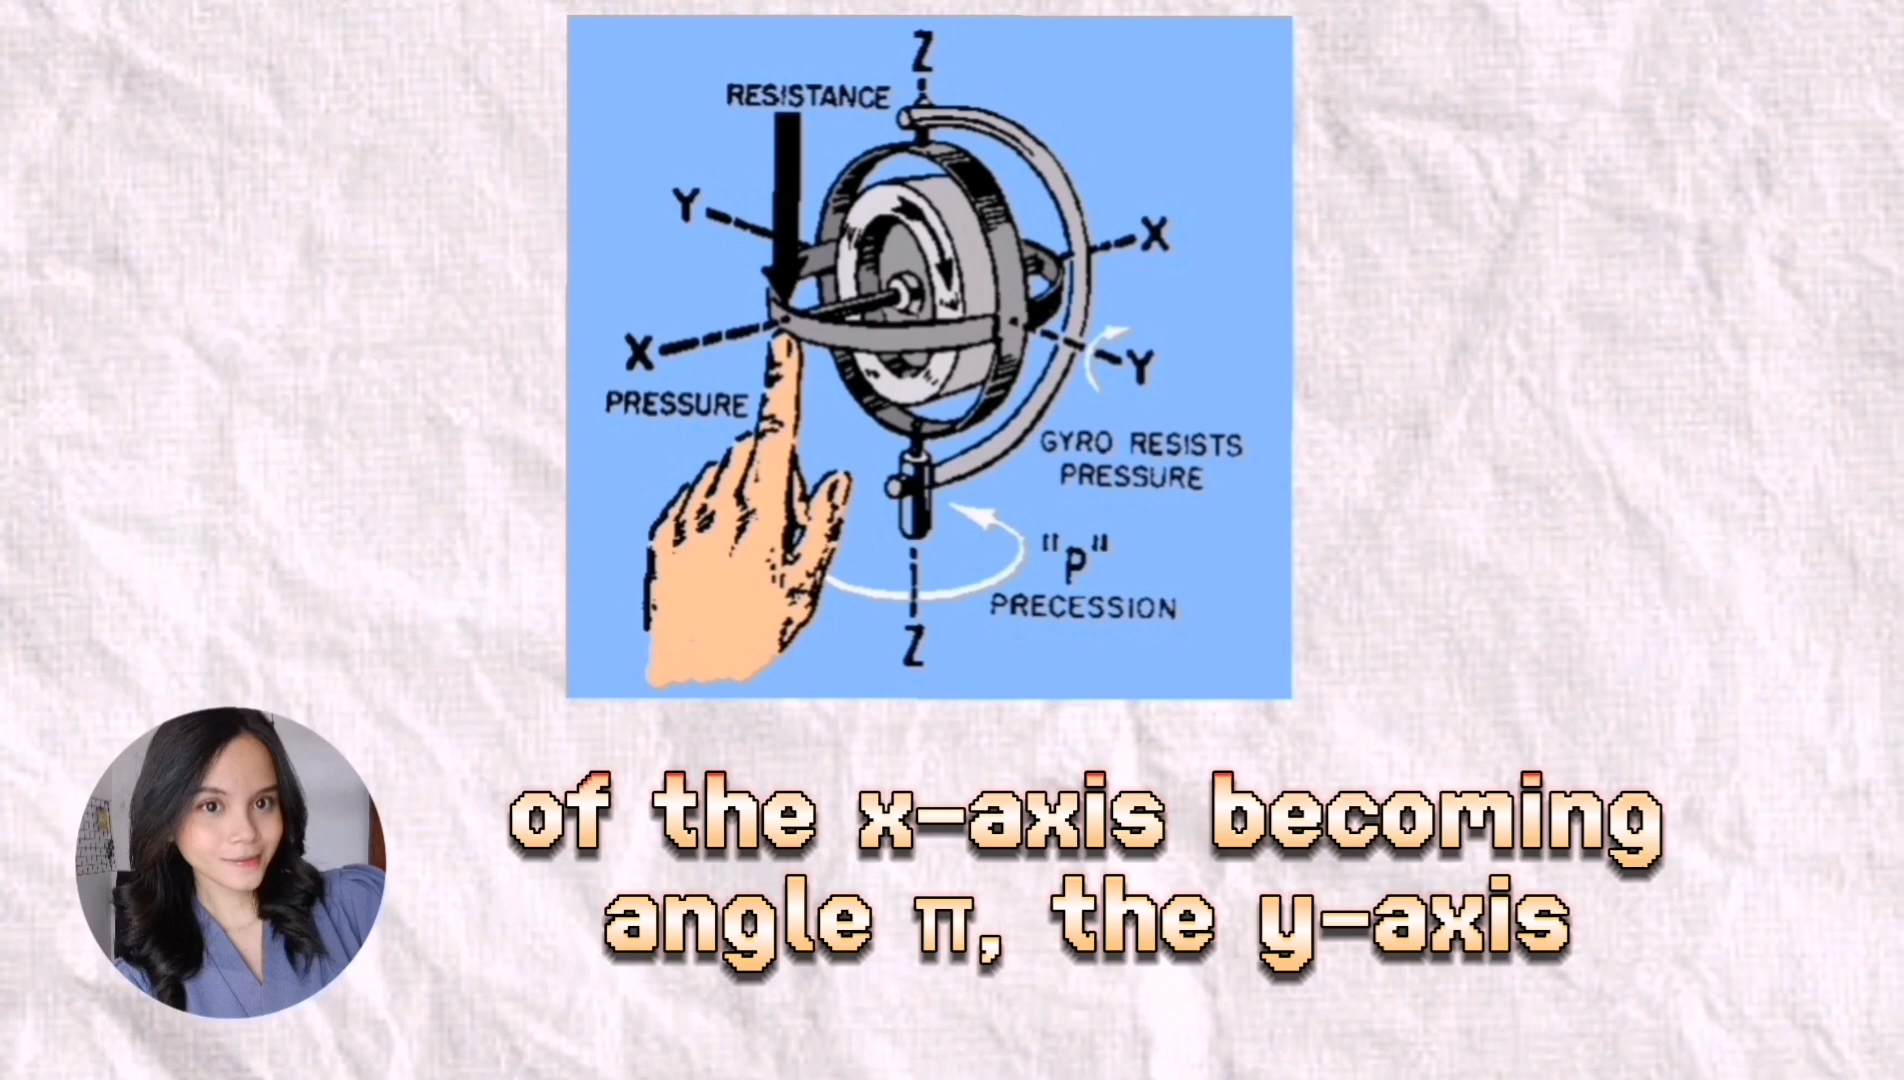 Z
RESISTANCE
Y
X
X
Y
PRESSURE
GYRO RESISTS
PRESSURE
"p"
PRECESSION
Z
of the x-axis becoming
angle π, the y-axis